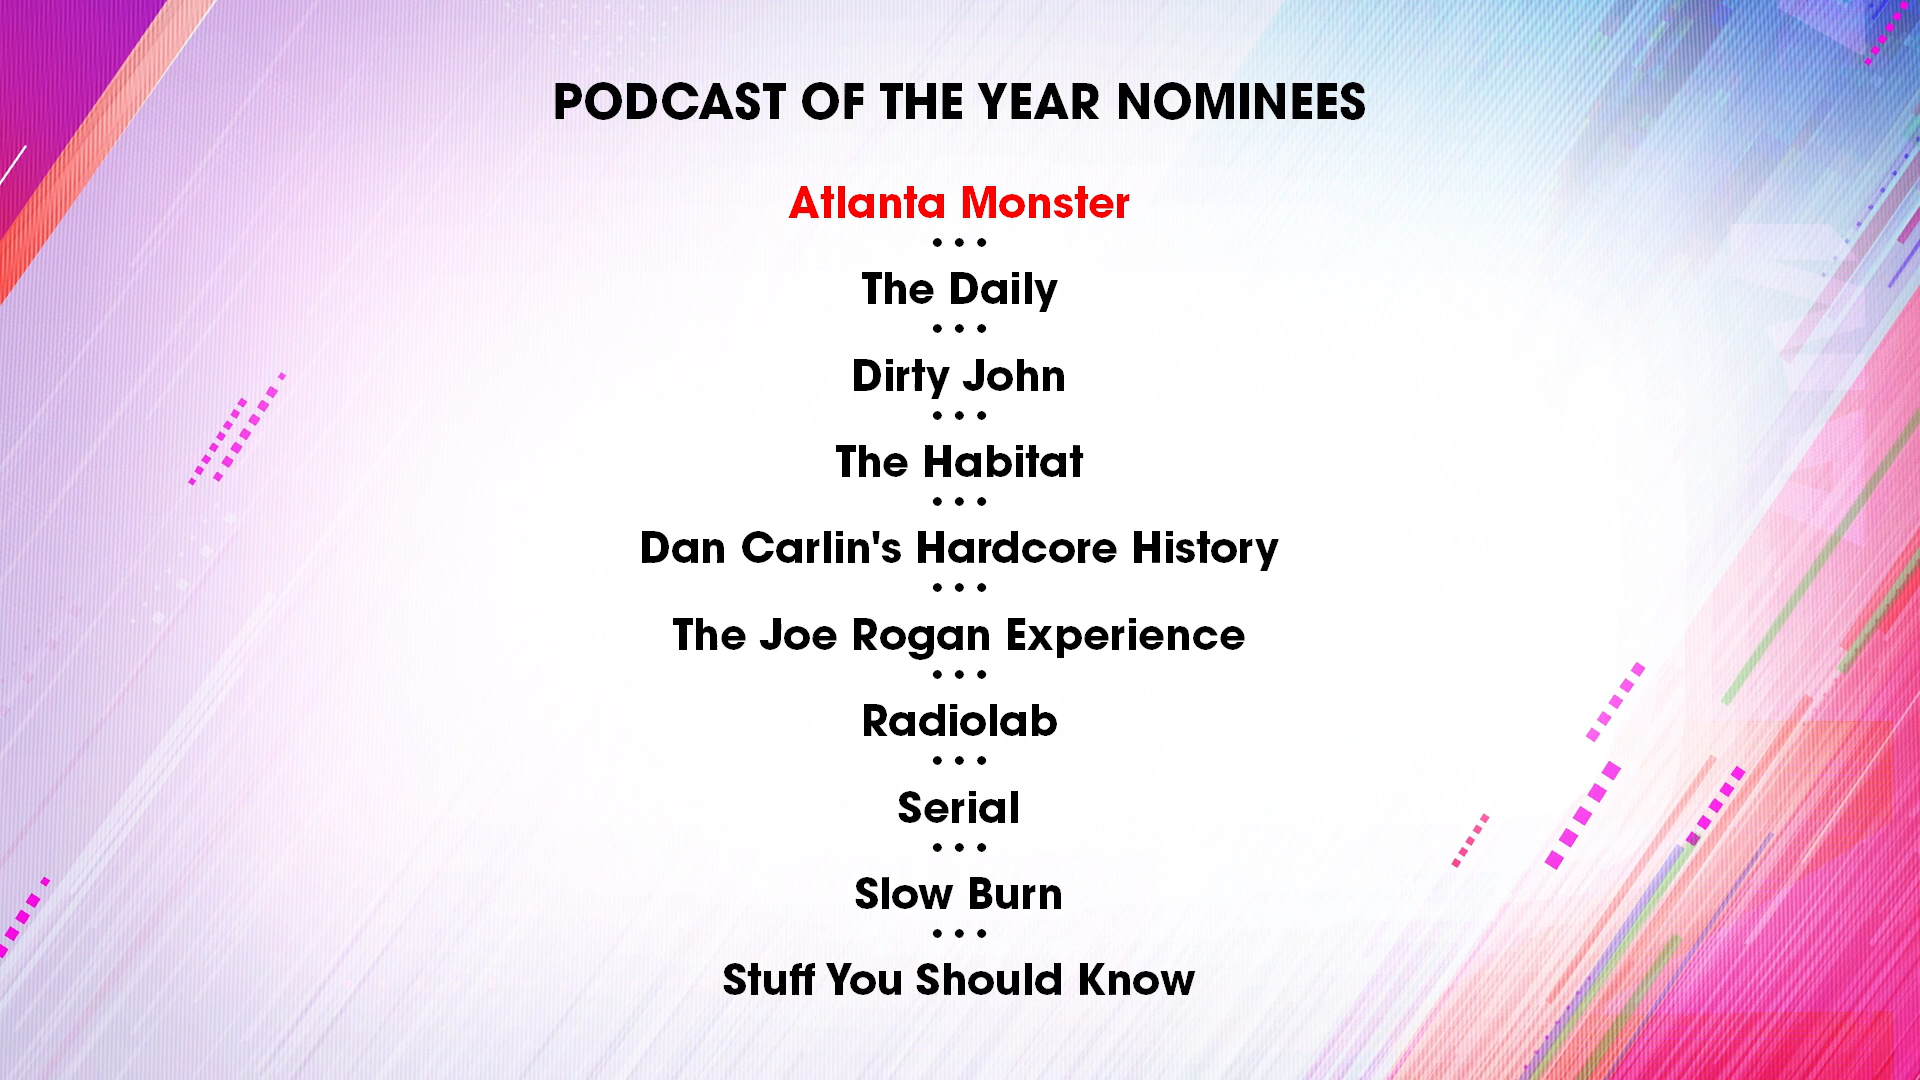 PODCAST OF THE YEAR NOMINEES
Atlanta Monster
• • •
The Daily
• • •
Dirty John
• • •
The Habitat
• • •
Dan Carlin's Hardcore History
• • •
The Joe Rogan Experience
• • •
Radiolab
• • •
Serial
• • •
Slow Burn
• • •
Stuff You Should Know